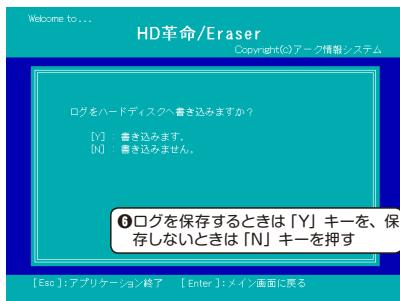 Welcome to...
HD革命/Eraser
Copyright(C)アーク情報システム
ログをハードディスクへ書き込みますか？
[Y] : 書き込みます。
[N] : 書き込みません。
❻ログを保存するときは「Y」キーを、保
存しないときは「N」キーを押す
[Esc]:アプリケーション終了 [Enter]:メイン画面に戻る